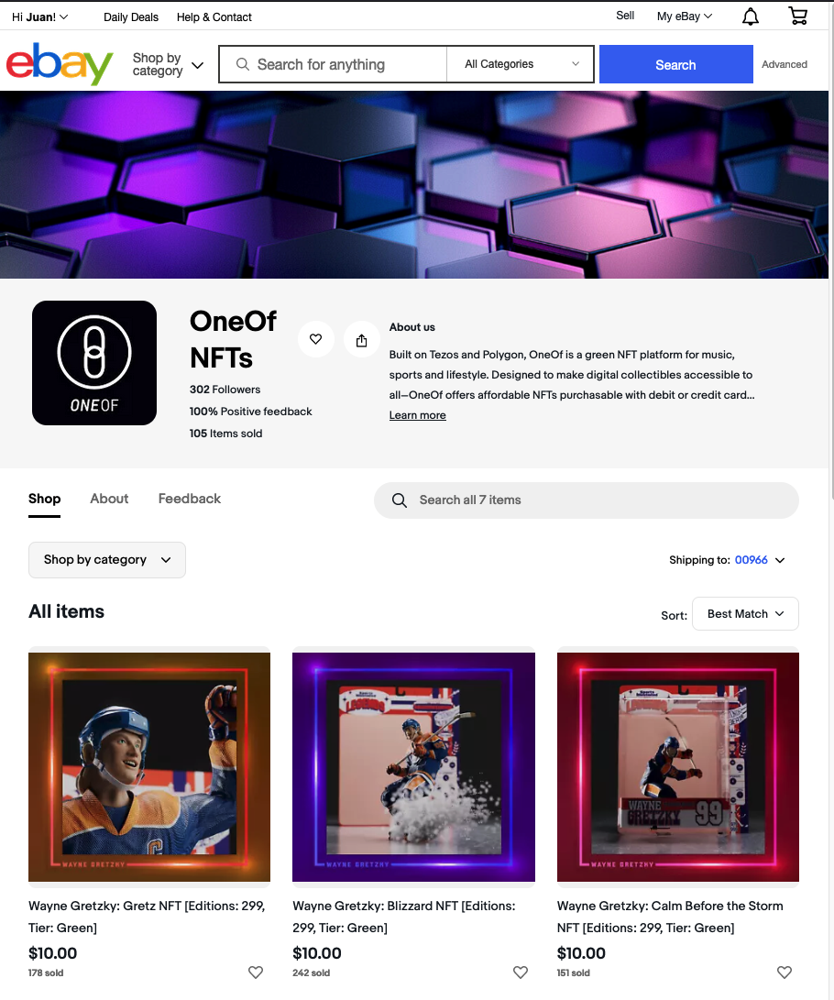 Hi Juan!
Daily Deals
Help & Contact
Sell
My eBay
ebay
Shop by
category
Search for anything
All Categories
Search
Advanced
ONEOF
OneOf
NFTs
302 Followers
100% Positive feedback
105 Items sold
About us
Built on Tezos and Polygon, OneOf is a green NFT platform for music,
sports and lifestyle. Designed to make digital collectibles accessible to
all—OneOf offers affordable NFTs purchasable with debit or credit card...
Learn more
Shop
About
Feedback
Search all 7 items
Shop by category
Shipping to: 00966
All items
Sort:
Best Match
WAYNE GRETZKY
Sports
Illustrated
LEGENDS
WAYNE GRETZKY
Sports
Illustrated
WAYNE
GRETZKY
99
WAYNE GRETZKY
Wayne Gretzky: Gretz NFT [Editions: 299,
Tier: Green]
$10.00
178 sold
Wayne Gretzky: Blizzard NFT [Editions:
299, Tier: Green]
$10.00
242 sold
Wayne Gretzky: Calm Before the Storm
NFT [Editions: 299, Tier: Green]
$10.00
151 sold